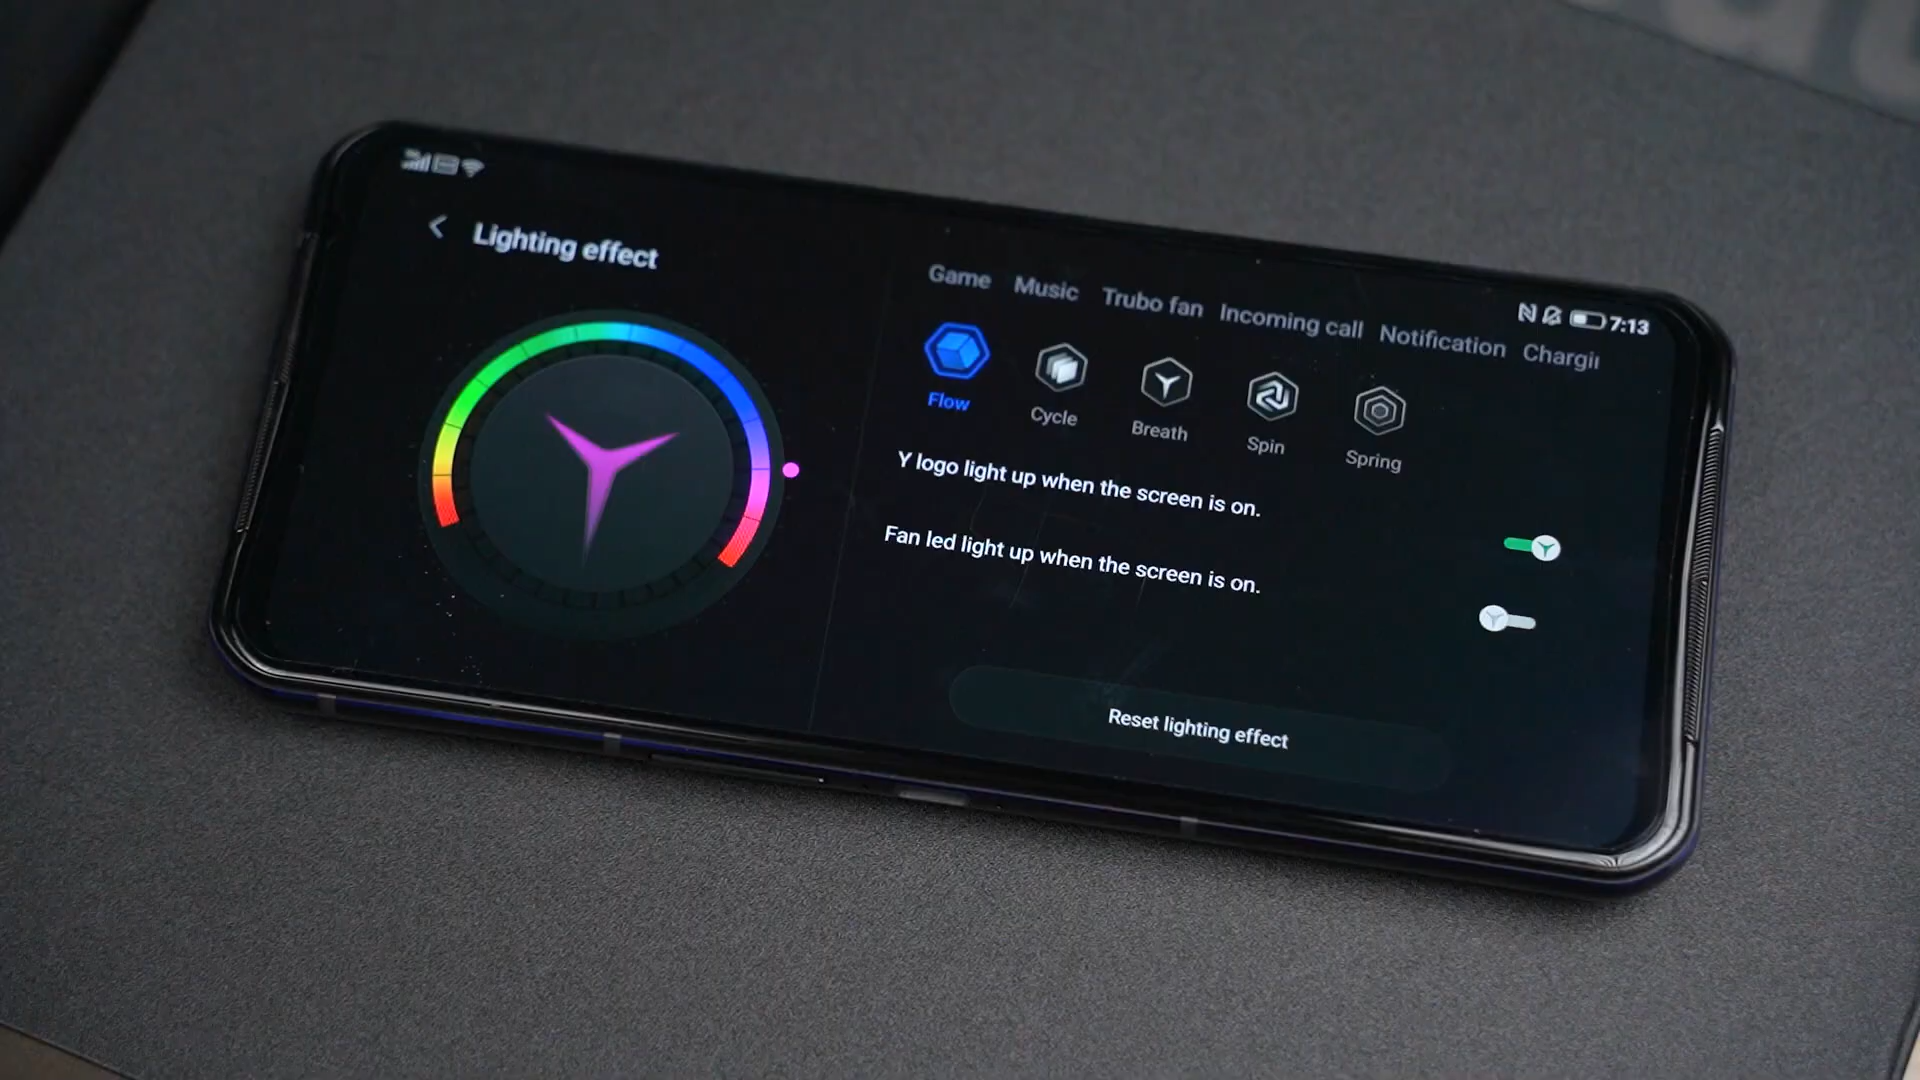 Lighting effect
7:13
Game Music Trubo fan Incoming call Notification Chargin
Flow Cycle Breath Spin Spring
Y logo light up when the screen is on.
Fan led light up when the screen is on.
Reset lighting effect